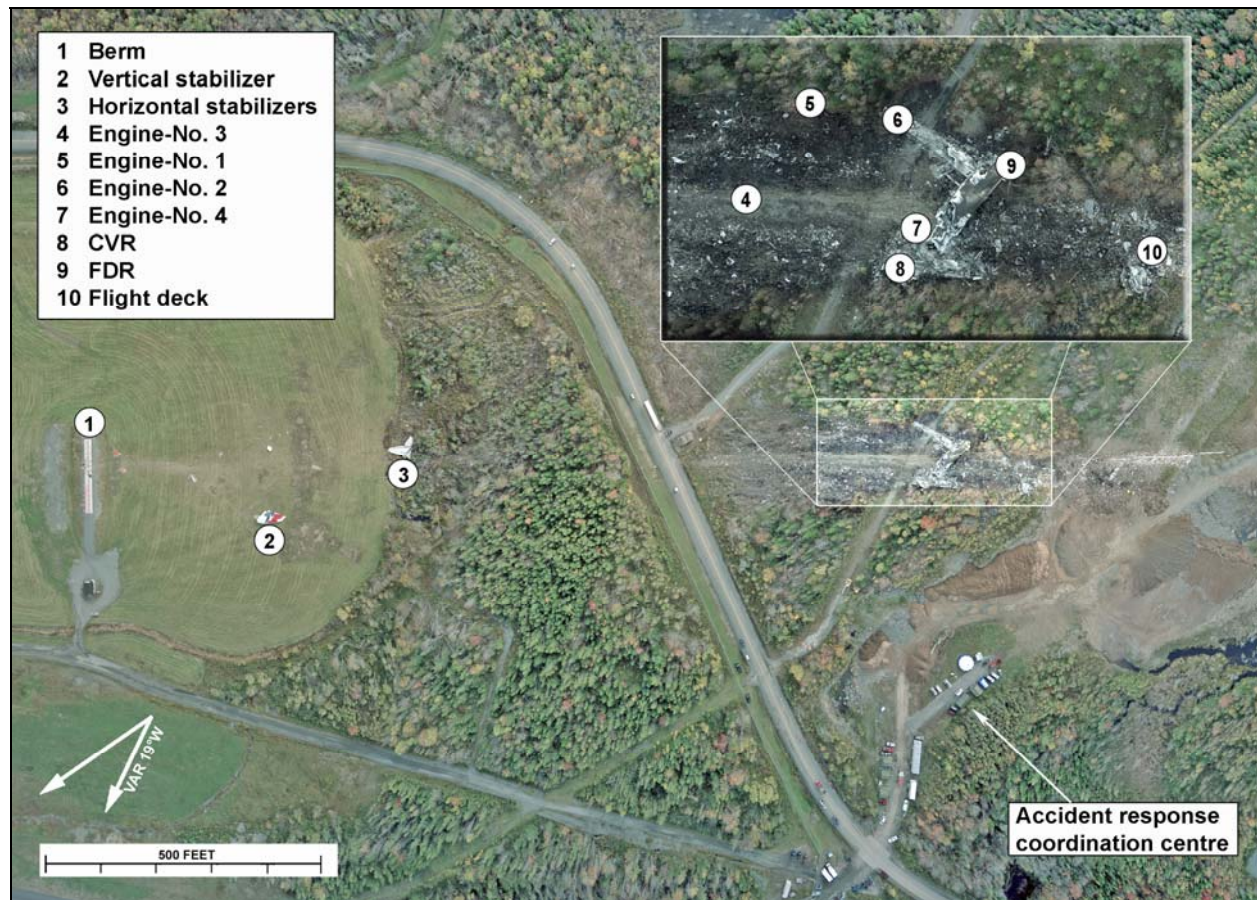 1 Berm
2 Vertical stabilizer
3 Horizontal stabilizers
4 Engine-No. 3
5 Engine-No. 1
6 Engine-No. 2
7 Engine-No. 4
8 CVR
9 FDR
10 Flight deck
5
6
9
4
7
8
10
1
3
2
VAR 19°W
500 FEET
Accident response
coordination centre